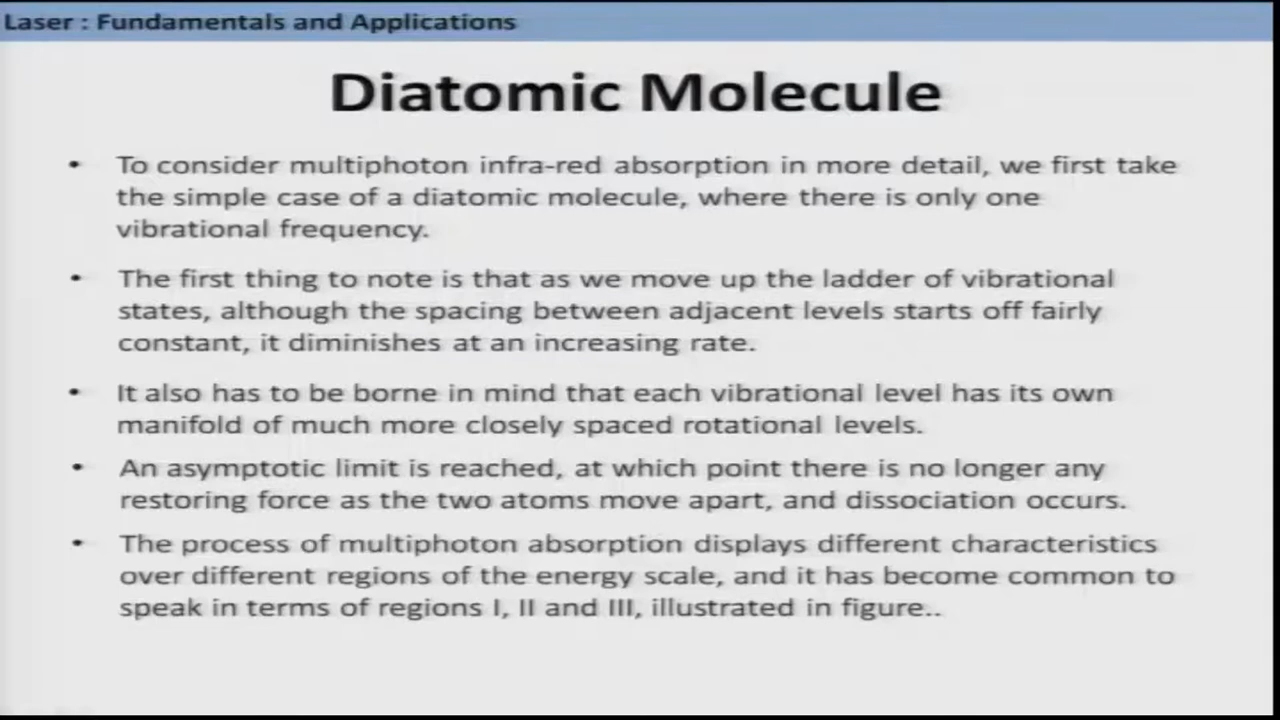 Laser : Fundamentals and Applications
Diatomic Molecule
• To consider multiphoton infra-red absorption in more detail, we first take
the simple case of a diatomic molecule, where there is only one
vibrational frequency.
• The first thing to note is that as we move up the ladder of vibrational
states, although the spacing between adjacent levels starts off fairly
constant, it diminishes at an increasing rate.
• It also has to be borne in mind that each vibrational level has its own
manifold of much more closely spaced rotational levels.
• An asymptotic limit is reached, at which point there is no longer any
restoring force as the two atoms move apart, and dissociation occurs.
• The process of multiphoton absorption displays different characteristics
over different regions of the energy scale, and it has become common to
speak in terms of regions I, II and III, illustrated in figure..